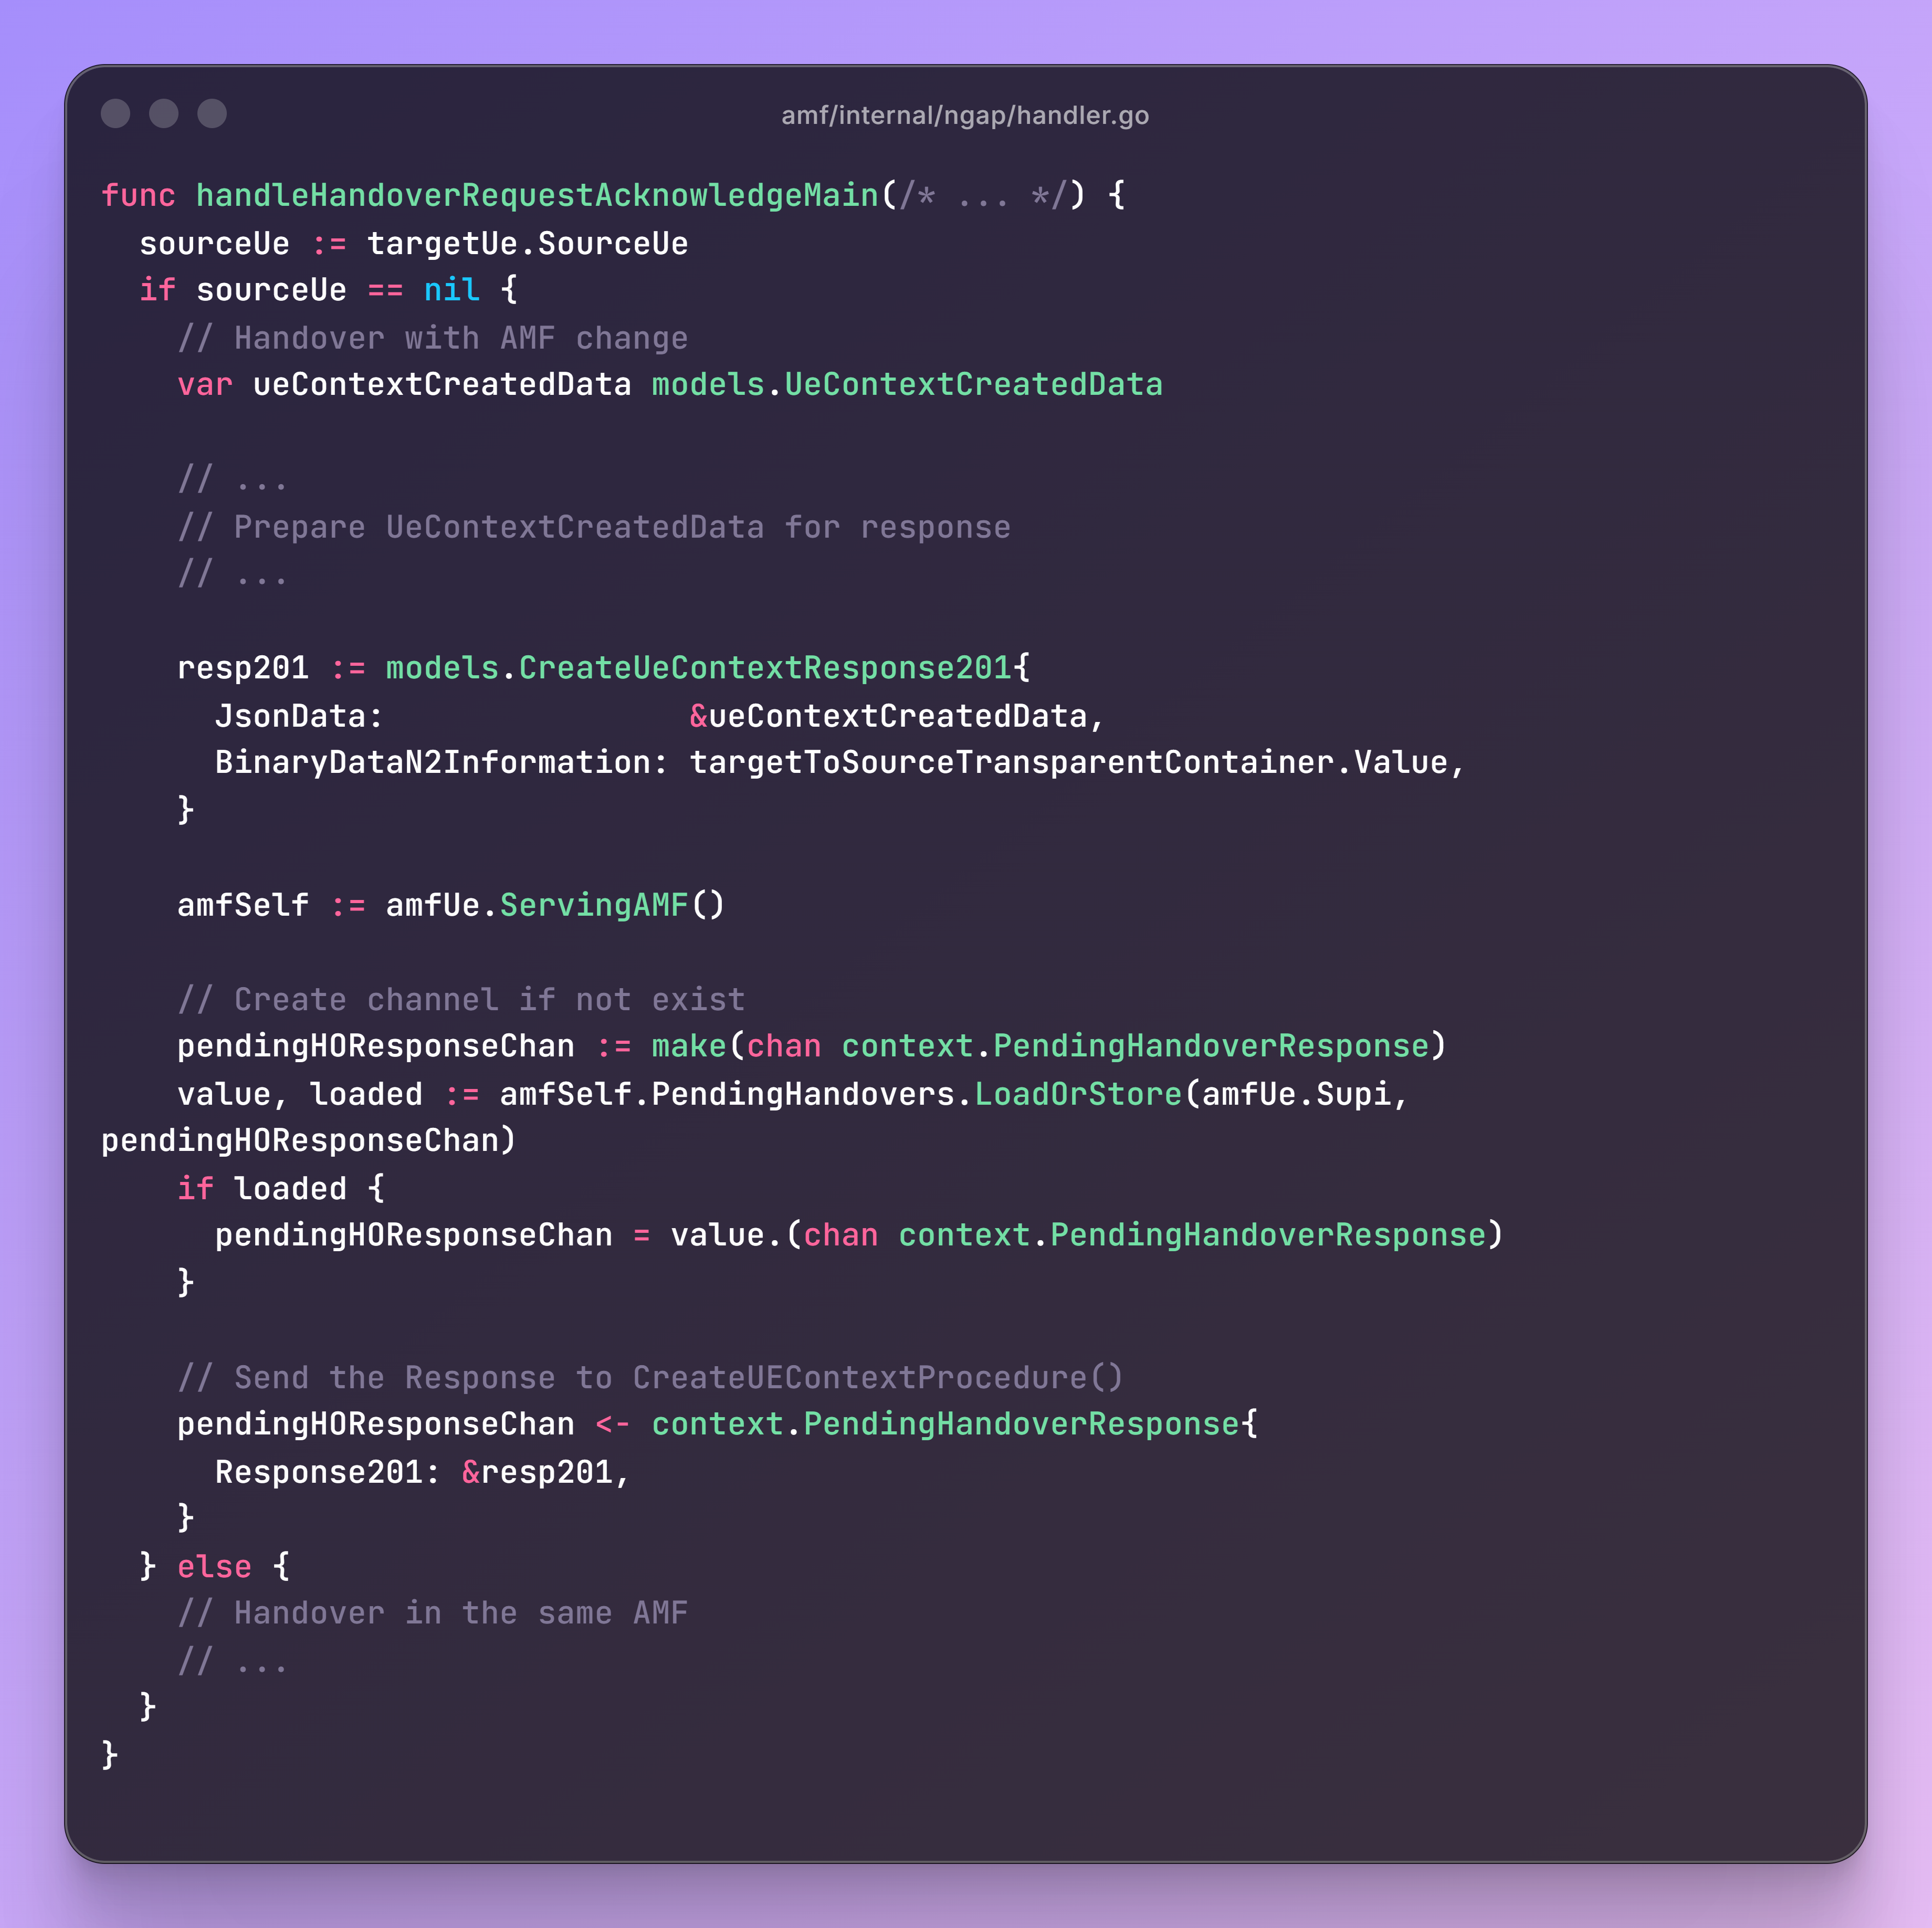 amf/internal/ngap/handler.go
func handleHandoverRequestAcknowledgeMain(/* ... */) {
  sourceUe := targetUe.SourceUe
  if sourceUe == nil {
    // Handover with AMF change
    var ueContextCreatedData models.UeContextCreatedData

    // ...
    // Prepare UeContextCreatedData for response
    // ...

    resp201 := models.CreateUeContextResponse201{
      JsonData:                &ueContextCreatedData,
      BinaryDataN2Information: targetToSourceTransparentContainer.Value,
    }

    amfSelf := amfUe.ServingAMF()

    // Create channel if not exist
    pendingHOResponseChan := make(chan context.PendingHandoverResponse)
    value, loaded := amfSelf.PendingHandovers.LoadOrStore(amfUe.Supi,
pendingHOResponseChan)
    if loaded {
      pendingHOResponseChan = value.(chan context.PendingHandoverResponse)
    }

    // Send the Response to CreateUEContextProcedure()
    pendingHOResponseChan <- context.PendingHandoverResponse{
      Response201: &resp201,
    }
  } else {
    // Handover in the same AMF
    // ...
  }
}